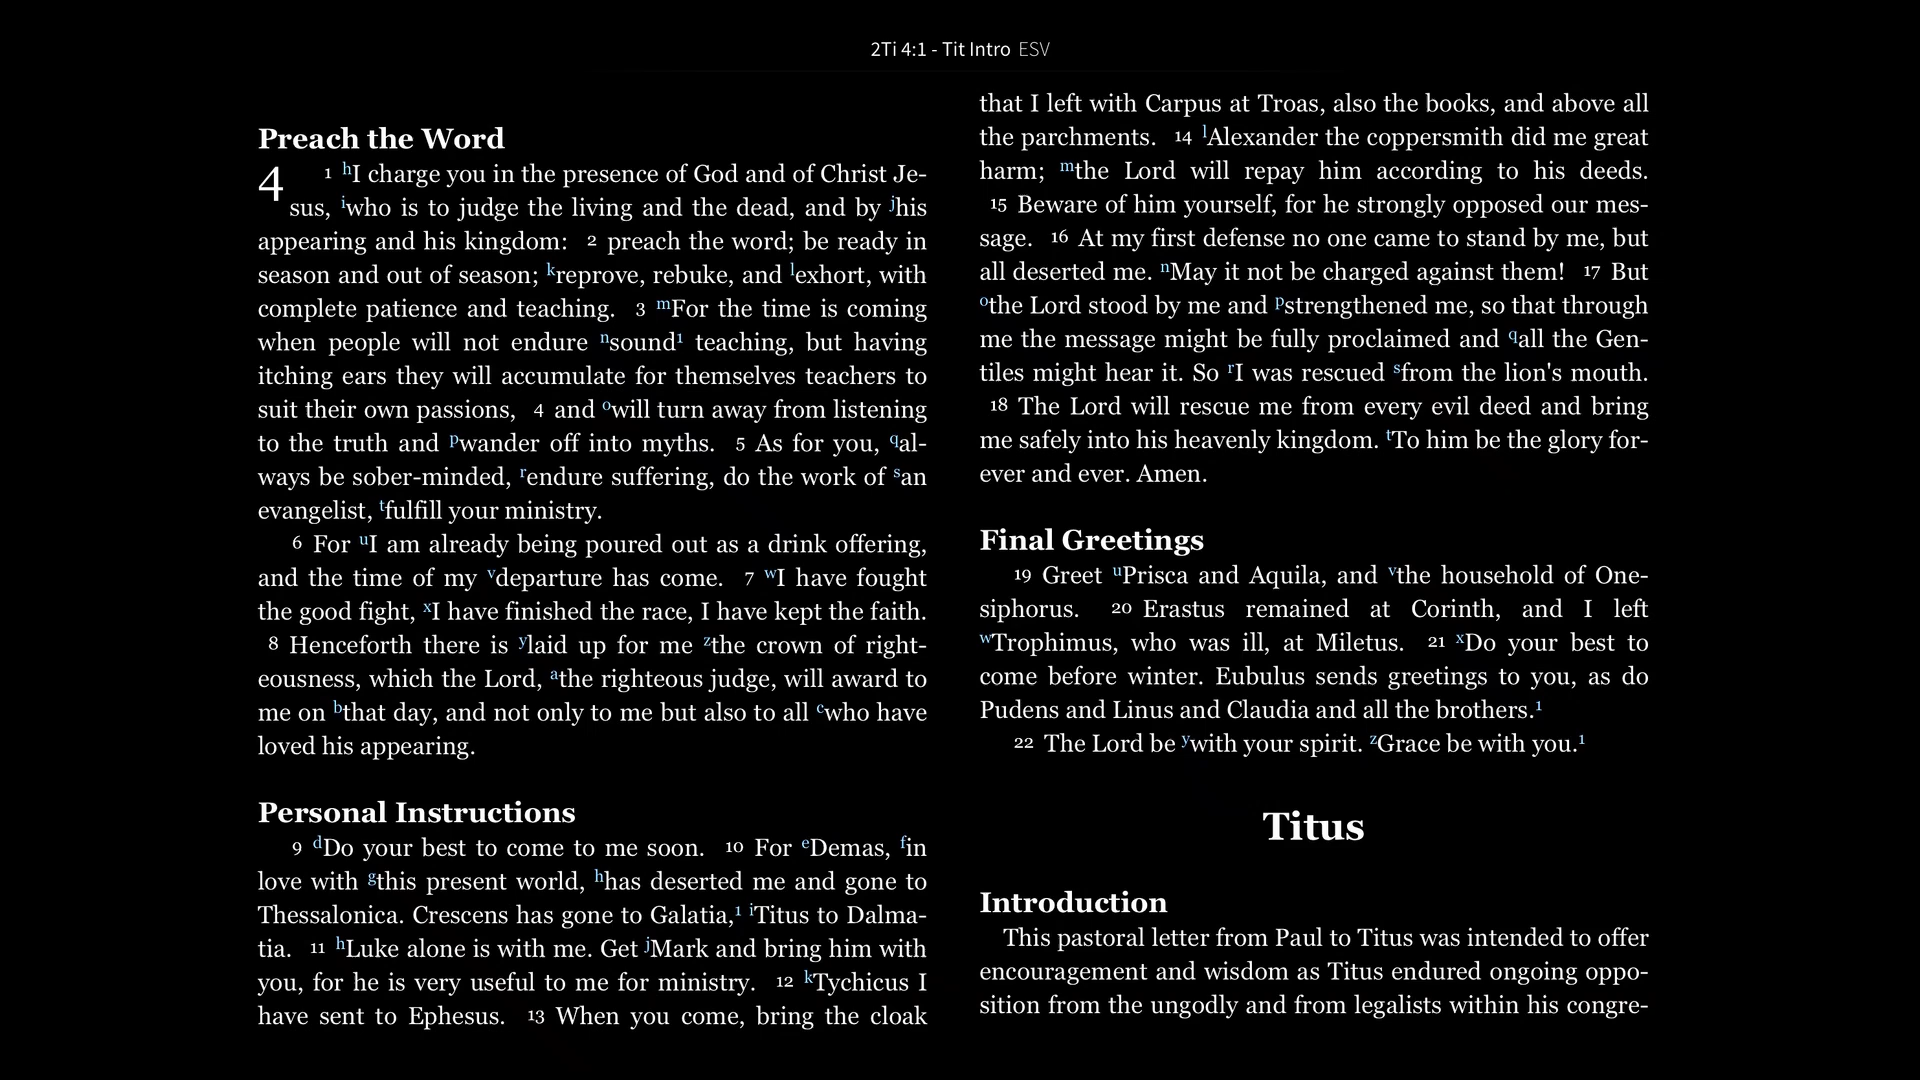 2Ti 4:1 - Tit Intro ESV
Preach the Word
4 1 hI charge you in the presence of God and of Christ Je-
sus, iwho is to judge the living and the dead, and by jhis
appearing and his kingdom: 2 preach the word; be ready in
season and out of season; kreprove, rebuke, and lexhort, with
complete patience and teaching. 3 mFor the time is coming
when people will not endure nsound1 teaching, but having
itching ears they will accumulate for themselves teachers to
suit their own passions, 4 and owill turn away from listening
to the truth and pwander off into myths. 5 As for you, qal-
ways be sober-minded, rendure suffering, do the work of san
evangelist, tfulfill your ministry.
6 For uI am already being poured out as a drink offering,
and the time of my vdeparture has come. 7 wI have fought
the good fight, xI have finished the race, I have kept the faith.
8 Henceforth there is ylaid up for me zthe crown of right-
eousness, which the Lord, athe righteous judge, will award to
me on bthat day, and not only to me but also to all cwho have
loved his appearing.
Personal Instructions
9 dDo your best to come to me soon. 10 For eDemas, fin
love with gthis present world, hhas deserted me and gone to
Thessalonica. Crescens has gone to Galatia,1 iTitus to Dalma-
tia. 11 hLuke alone is with me. Get jMark and bring him with
you, for he is very useful to me for ministry. 12 kTychicus I
have sent to Ephesus. 13 When you come, bring the cloak
that I left with Carpus at Troas, also the books, and above all
the parchments. 14 lAlexander the coppersmith did me great
harm; mthe Lord will repay him according to his deeds.
15 Beware of him yourself, for he strongly opposed our mes-
sage. 16 At my first defense no one came to stand by me, but
all deserted me. nMay it not be charged against them! 17 But
othe Lord stood by me and pstrengthened me, so that through
me the message might be fully proclaimed and qall the Gen-
tiles might hear it. So rI was rescued sfrom the lion's mouth.
18 The Lord will rescue me from every evil deed and bring
me safely into his heavenly kingdom. tTo him be the glory for-
ever and ever. Amen.
Final Greetings
19 Greet uPrisca and Aquila, and vthe household of One-
siphorus. 20 Erastus remained at Corinth, and I left
wTrophimus, who was ill, at Miletus. 21 xDo your best to
come before winter. Eubulus sends greetings to you, as do
Pudens and Linus and Claudia and all the brothers.1
22 The Lord be ywith your spirit. zGrace be with you.1
Titus
Introduction
This pastoral letter from Paul to Titus was intended to offer
encouragement and wisdom as Titus endured ongoing oppo-
sition from the ungodly and from legalists within his congre-